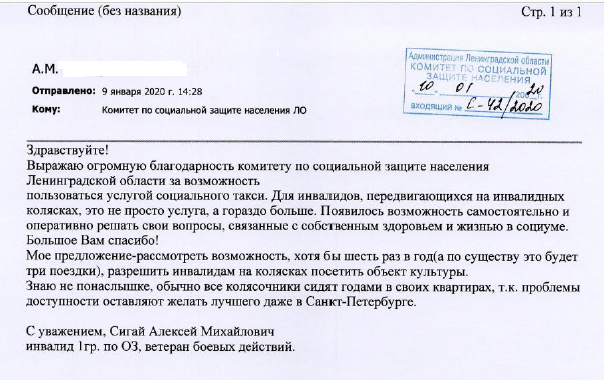 Сообщение (без названия)
Стр. 1 из 1
А.М.
Администрация Ленинградской области
КОМИТЕТ ПО СОЦИАЛЬНОЙ
ЗАЩИТЕ НАСЕЛЕНИЯ
"10" 01 2020
ВХОДЯЩИЙ № С-42/2020
Отправлено: 9 января 2020 г. 14:28
Кому: Комитет по социальной защите населения ЛО
Здравствуйте!
Выражаю огромную благодарность комитету по социальной защите населения
Ленинградской области за возможность
пользоваться услугой социального такси. Для инвалидов, передвигающихся на инвалидных
колясках, это не просто услуга, а гораздо больше. Появилось возможность самостоятельно и
оперативно решать свои вопросы, связанные с собственным здоровьем и жизнью в социуме.
Большое Вам спасибо!
Мое предложение-рассмотреть возможность, хотя бы шесть раз в год(а по существу это будет
три поездки), разрешить инвалидам на колясках посетить объект культуры.
Знаю не понаслышке, обычно все колясочники сидят годами в своих квартирах, т.к. проблемы
доступности оставляют желать лучшего даже в Санкт-Петербурге.
С уважением, Сигай Алексей Михайлович
инвалид 1гр. по ОЗ, ветеран боевых действий.